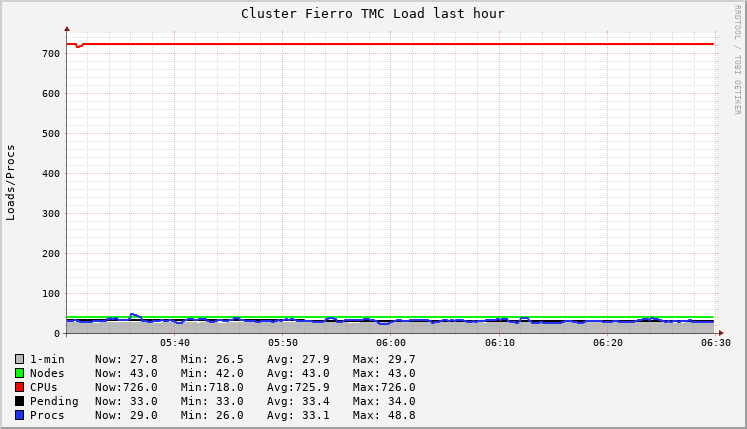 Cluster Fierro TMC Load last hour
RRDTOOL / TOBI OETIKER
Loads/Procs
700
600
500
400
300
200
100
0
05:40 05:50 06:00 06:10 06:20 06:30
1-min Now: 27.8 Min: 26.5 Avg: 27.9 Max: 29.7
Nodes Now: 43.0 Min: 42.0 Avg: 43.0 Max: 43.0
CPUs Now:726.0 Min:718.0 Avg:725.9 Max:726.0
Pending Now: 33.0 Min: 33.0 Avg: 33.4 Max: 34.0
Procs Now: 29.0 Min: 26.0 Avg: 33.1 Max: 48.8